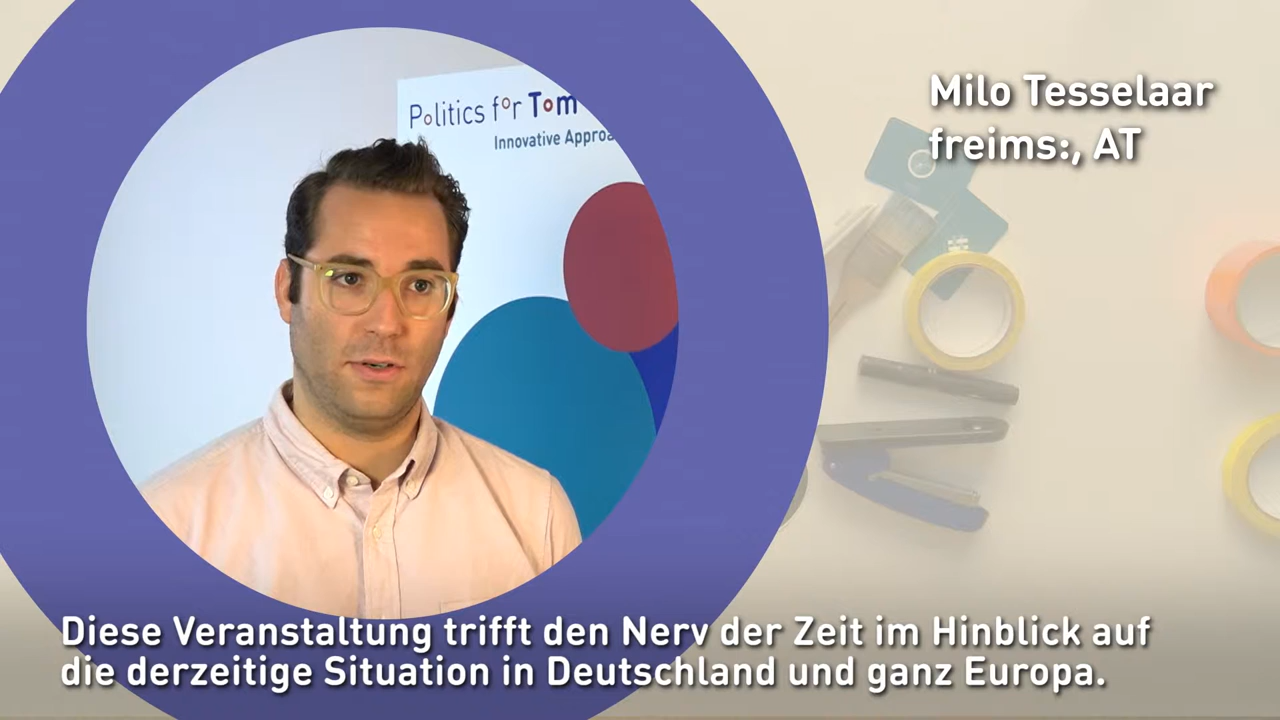 Politics for Tom
Innovative Approa
Milo Tesselaar
freims:, AT
Diese Veranstaltung trifft den Nerv der Zeit im Hinblick auf
die derzeitige Situation in Deutschland und ganz Europa.